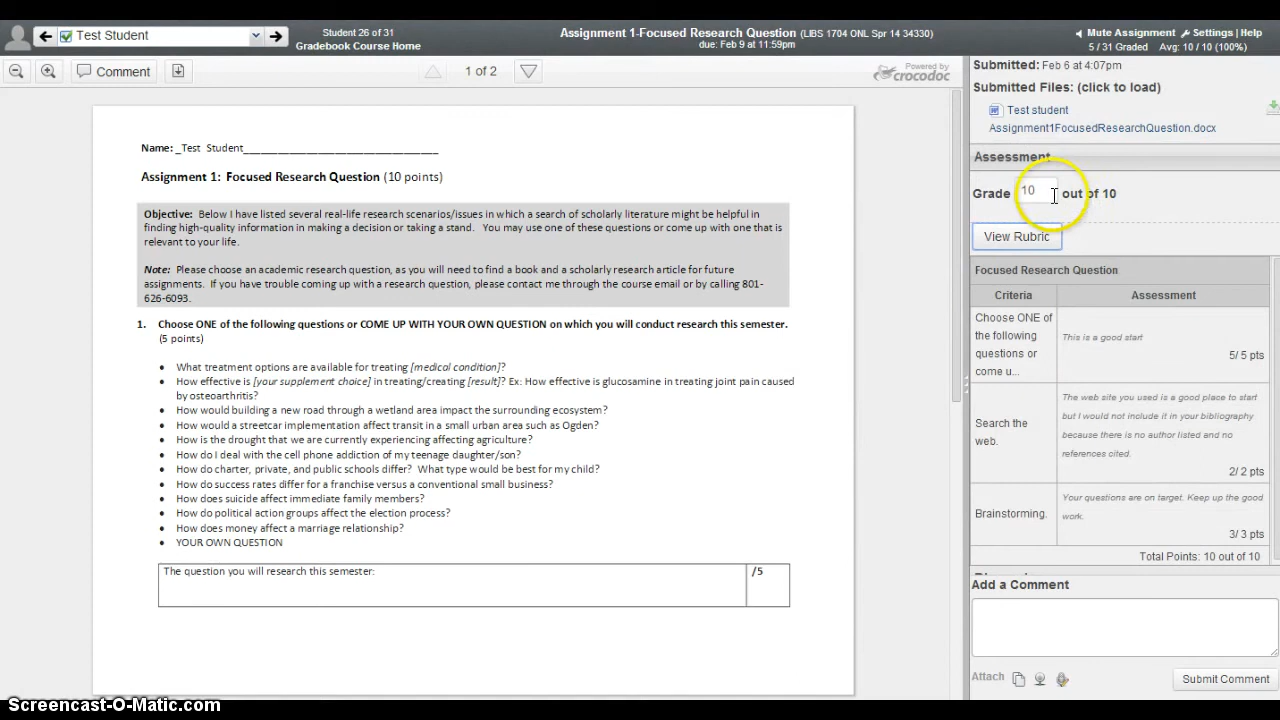 Test Student
Student 26 of 31
Gradebook Course Home
Assignment 1-Focused Research Question (LIBS 1704 ONL Spr 14 34330)
due: Feb 9 at 11:59pm
Mute Assignment Settings | Help
5 / 31 Graded Avg: 10 / 10 (100%)
Comment
1 of 2
Powered by
crocodoc
Name: _Test Student_________________________________
Assignment 1: Focused Research Question (10 points)
Objective: Below I have listed several real-life research scenarios/issues in which a search of scholarly literature might be helpful in
finding high-quality information in making a decision or taking a stand. You may use one of these questions or come up with one that is
relevant to your life.
Note: Please choose an academic research question, as you will need to find a book and a scholarly research article for future
assignments. If you have trouble coming up with a research question, please contact me through the course email or by calling 801-
626-6093.
1. Choose ONE of the following questions or COME UP WITH YOUR OWN QUESTION on which you will conduct research this semester.
(5 points)
• What treatment options are available for treating [medical condition]?
• How effective is [your supplement choice] in treating/creating [result]? Ex: How effective is glucosamine in treating joint pain caused
by osteoarthritis?
• How would building a new road through a wetland area impact the surrounding ecosystem?
• How would a streetcar implementation affect transit in a small urban area such as Ogden?
• How is the drought that we are currently experiencing affecting agriculture?
• How do I deal with the cell phone addiction of my teenage daughter/son?
• How do charter, private, and public schools differ? What type would be best for my child?
• How do success rates differ for a franchise versus a conventional small business?
• How does suicide affect immediate family members?
• How do political action groups affect the election process?
• How does money affect a marriage relationship?
• YOUR OWN QUESTION
The question you will research this semester: /5
Submitted: Feb 6 at 4:07pm
Submitted Files: (click to load)
Test student
Assignment1FocusedResearchQuestion.docx
Assessment
Grade 10 out of 10
View Rubric
Focused Research Question
Criteria Assessment
Choose ONE of
the following
questions or
come u...
This is a good start
5/ 5 pts
Search the
web.
The web site you used is a good place to start
but I would not include it in your bibliography
because there is no author listed and no
references cited.
2/ 2 pts
Brainstorming.
Your questions are on target. Keep up the good
work.
3/ 3 pts
Total Points: 10 out of 10
Add a Comment
Attach
Submit Comment
Screencast-O-Matic.com